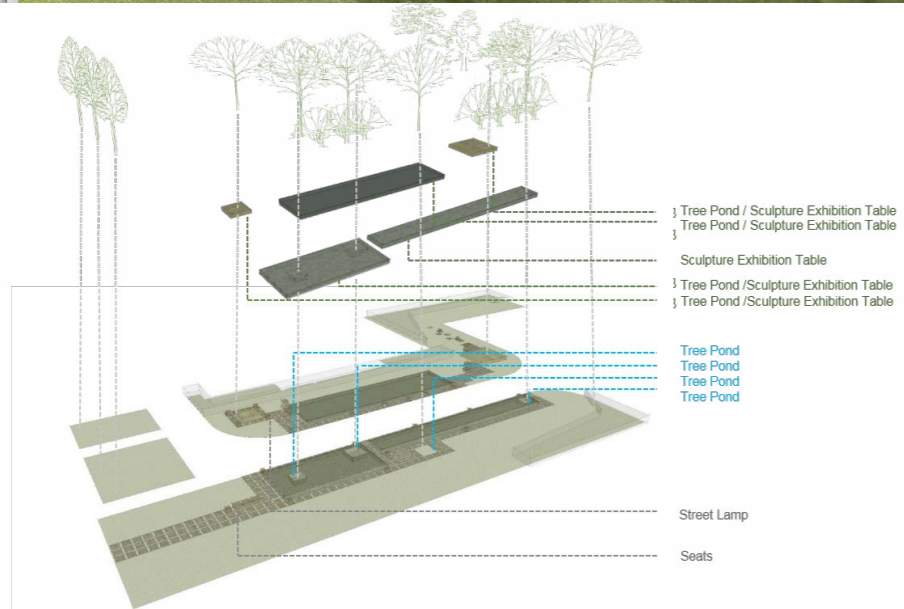 Tree Pond / Sculpture Exhibition Table
Tree Pond / Sculpture Exhibition Table
Sculpture Exhibition Table
Tree Pond /Sculpture Exhibition Table
Tree Pond /Sculpture Exhibition Table
Tree Pond
Tree Pond
Tree Pond
Tree Pond
Street Lamp
Seats